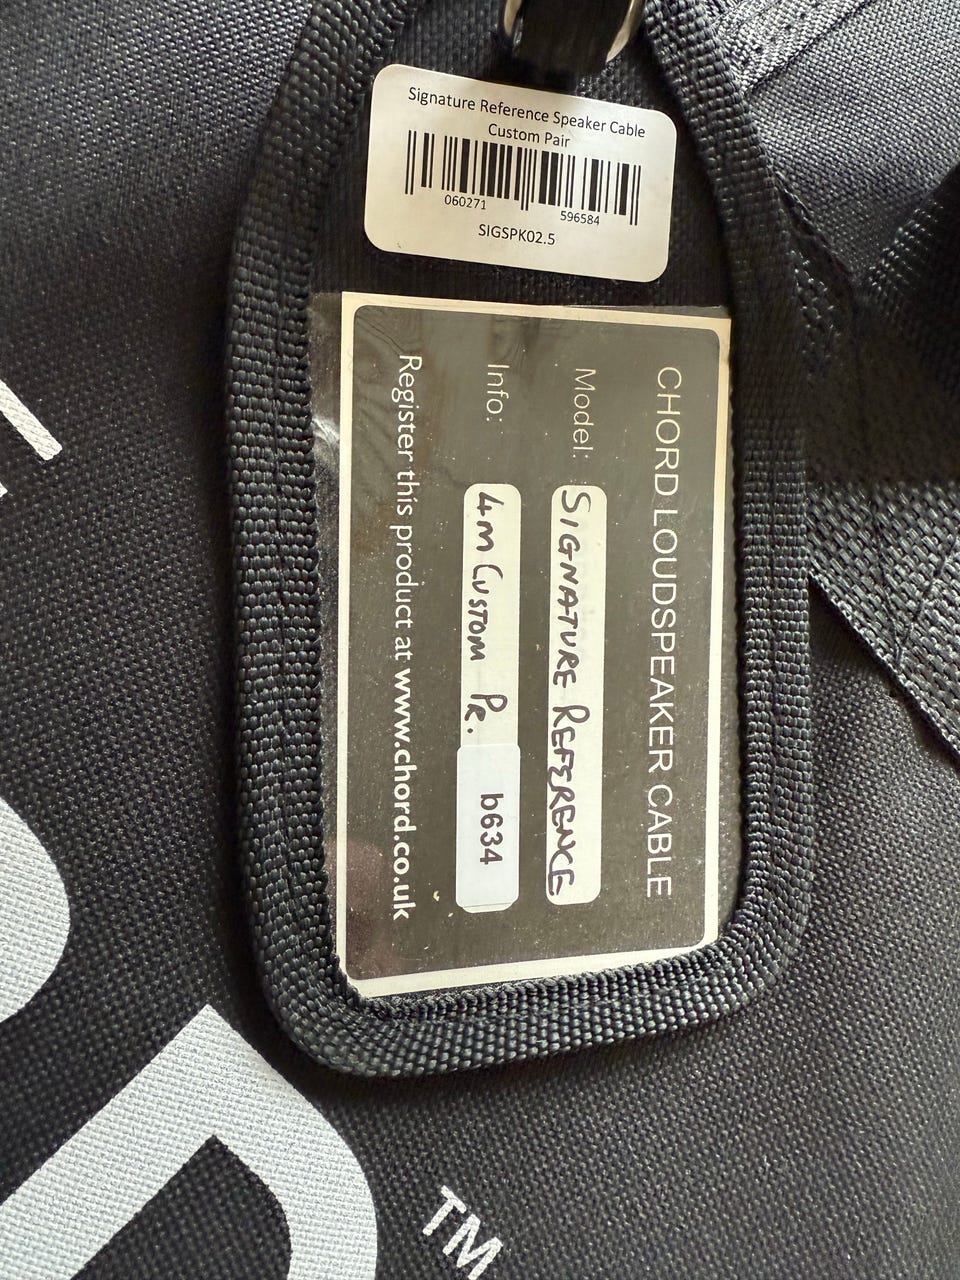 Signature Reference Speaker Cable
Custom Pair
060271 596584
SIGSPK02.5
CHORD LOUDSPEAKER CABLE
Model: SIGNATURE REFERENCE
Info: 4M CUSTOM PR. b634
Register this product at www.chord.co.uk
TM